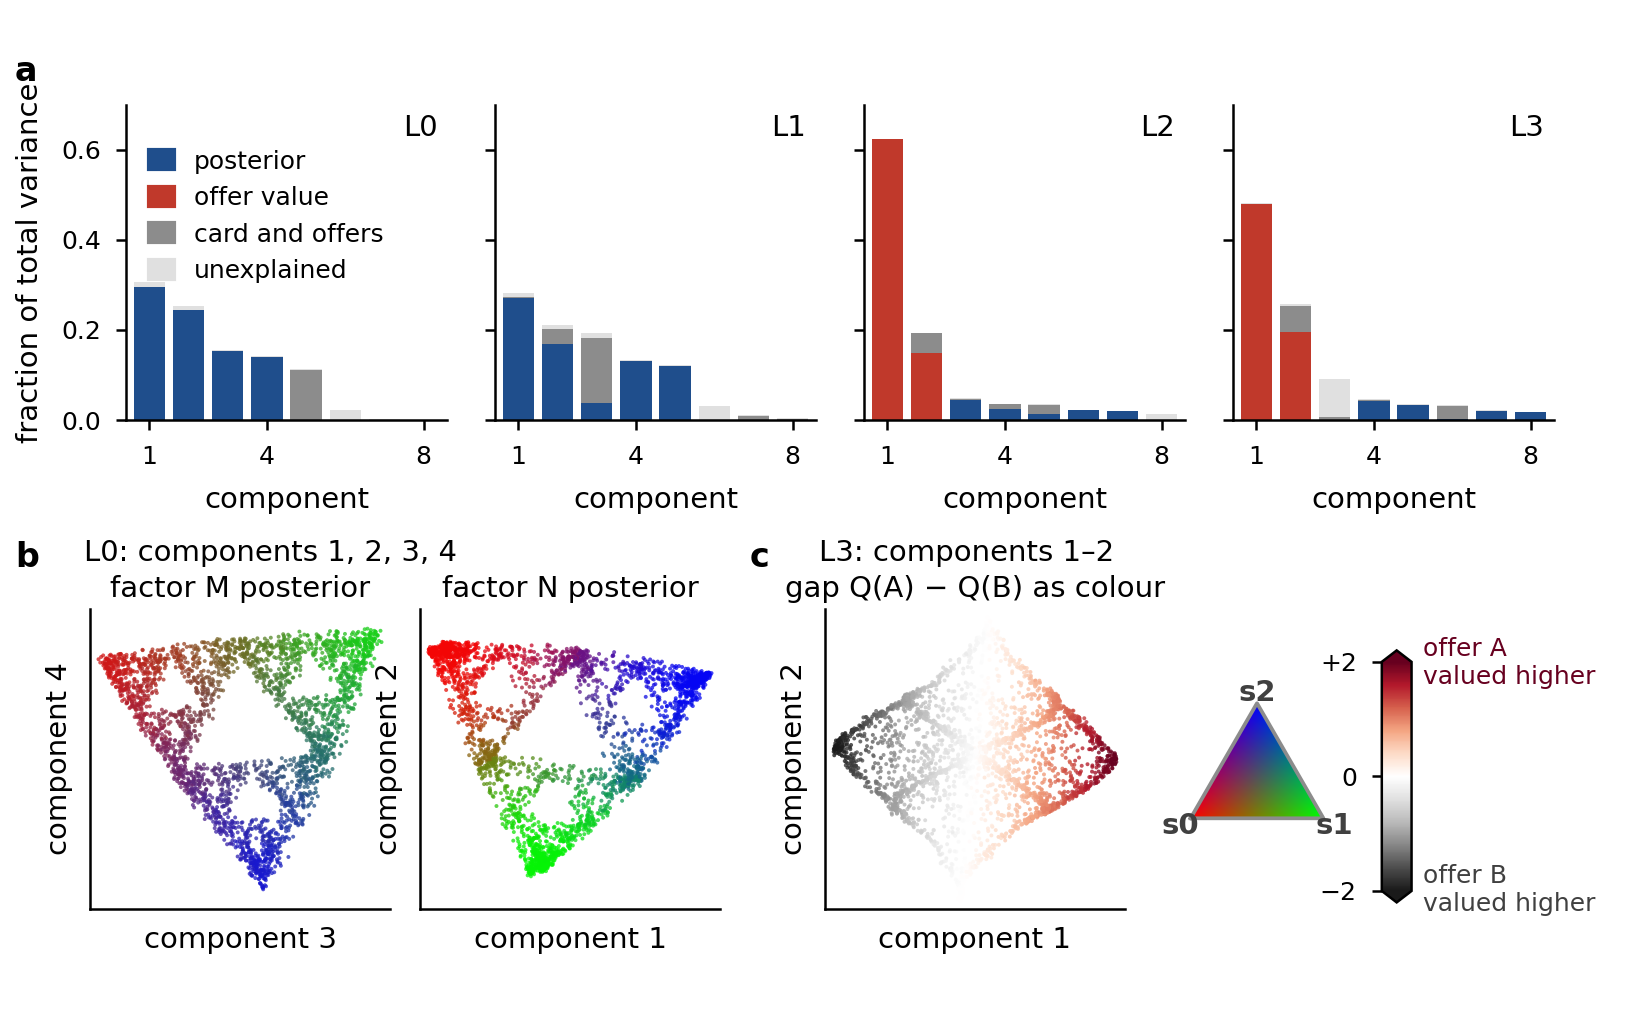 a
fraction of total variance
L0
L1
L2
L3
0.6
0.4
0.2
0.0
posterior
offer value
card and offers
unexplained
1 4 8
1 4 8
1 4 8
1 4 8
component
component
component
component
b
L0: components 1, 2, 3, 4
factor M posterior
factor N posterior
component 4
component 3
component 2
component 1
c
L3: components 1–2
gap Q(A) − Q(B) as colour
component 2
component 1
s2
s0
s1
+2
0
−2
offer A
valued higher
offer B
valued higher